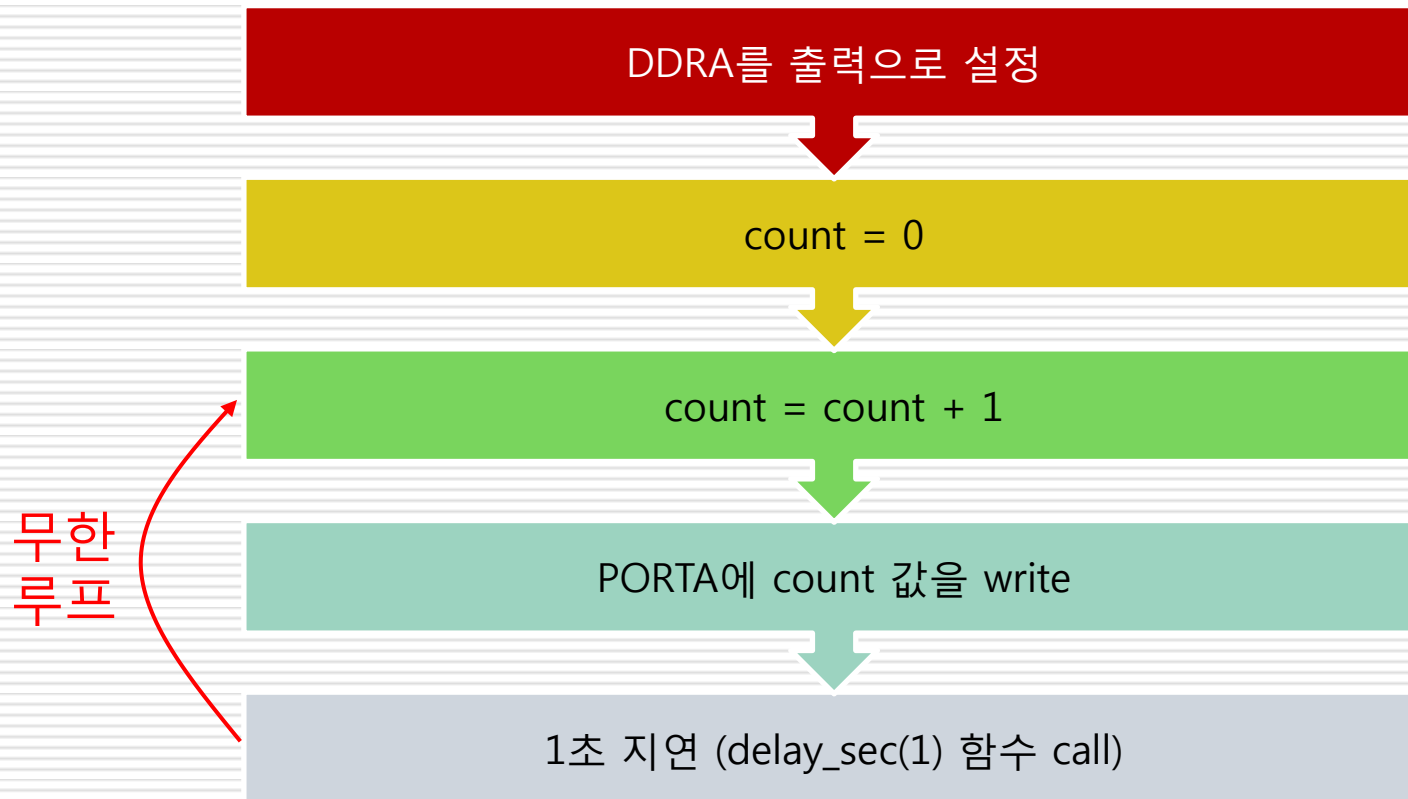 DDRA를 출력으로 설정
count = 0
count = count + 1
무한
루프
PORTA에 count 값을 write
1초 지연 (delay_sec(1) 함수 call)